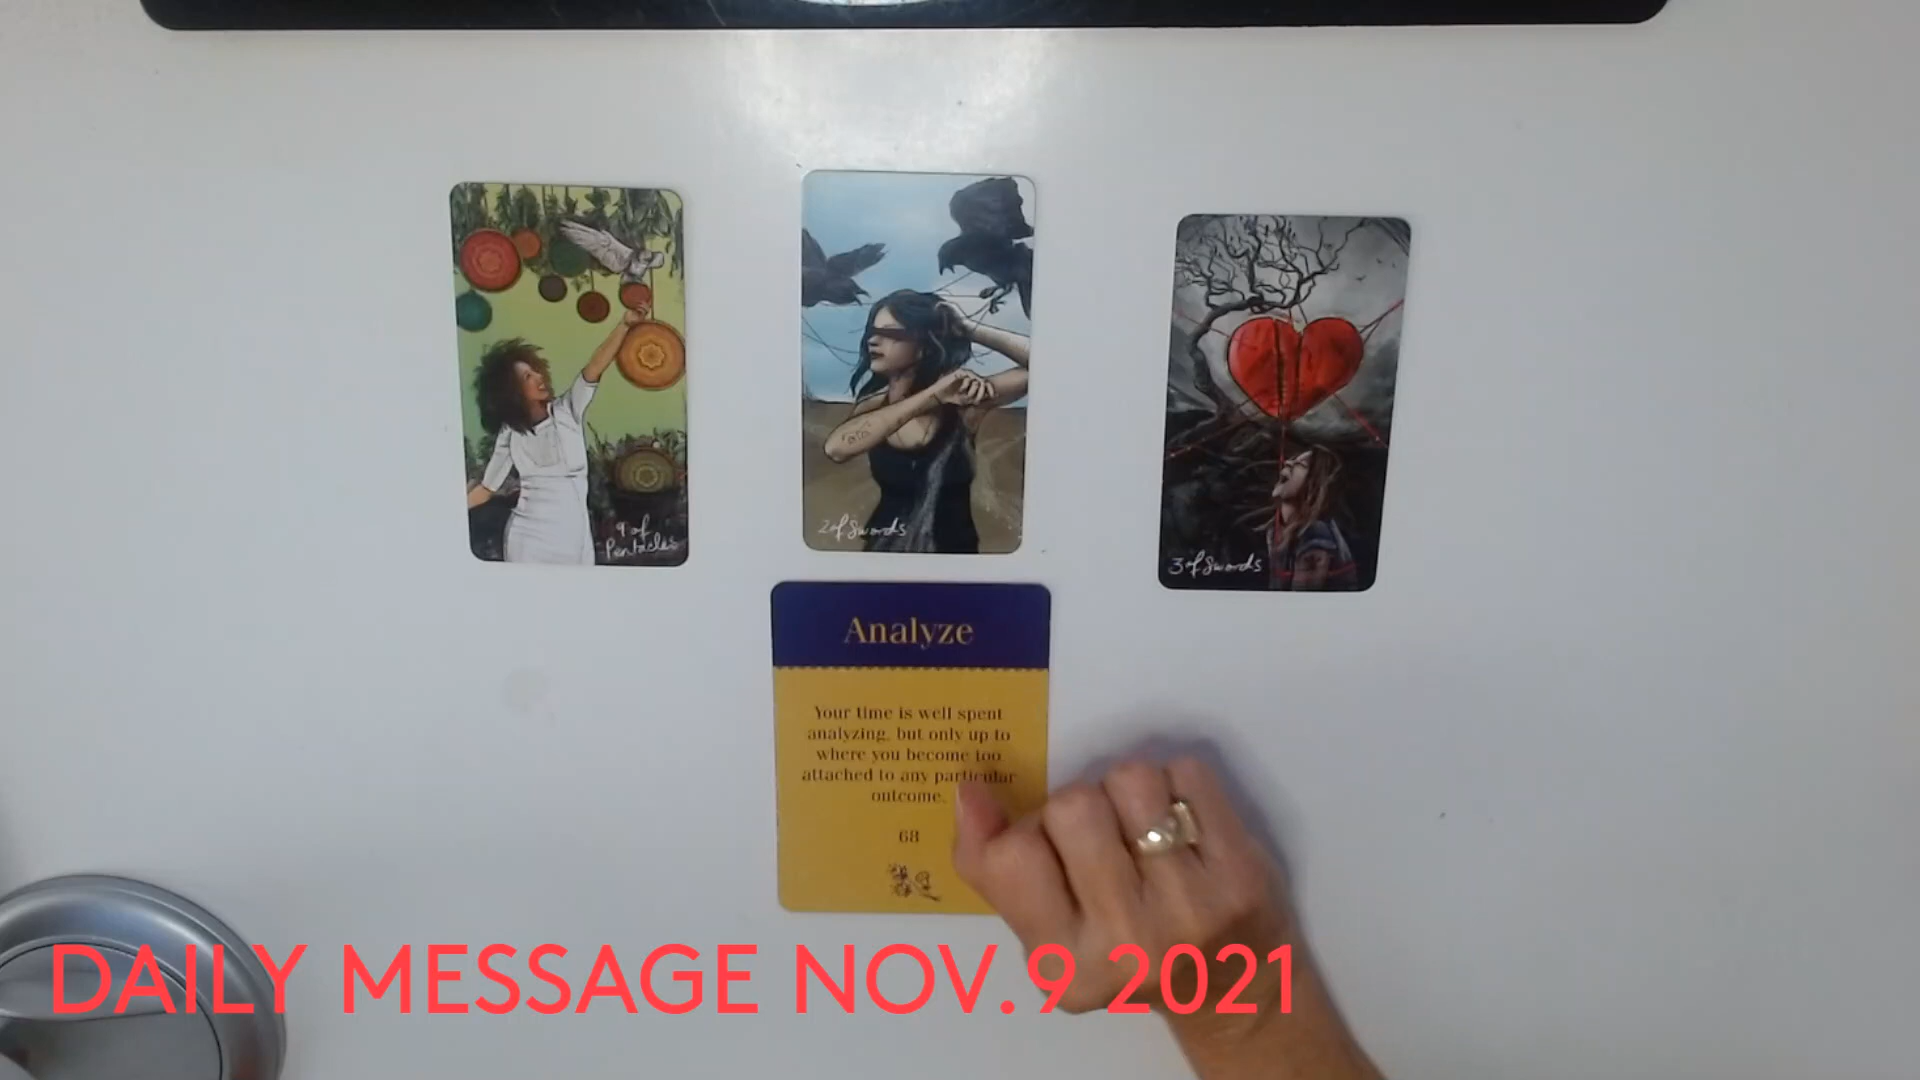 9 of
Pentacles
2 of Swords
3 of Swords
Analyze
Your time is well spent
analyzing, but only up to
where you become too
attached to any particular
outcome.
68
DAILY MESSAGE NOV.9 2021